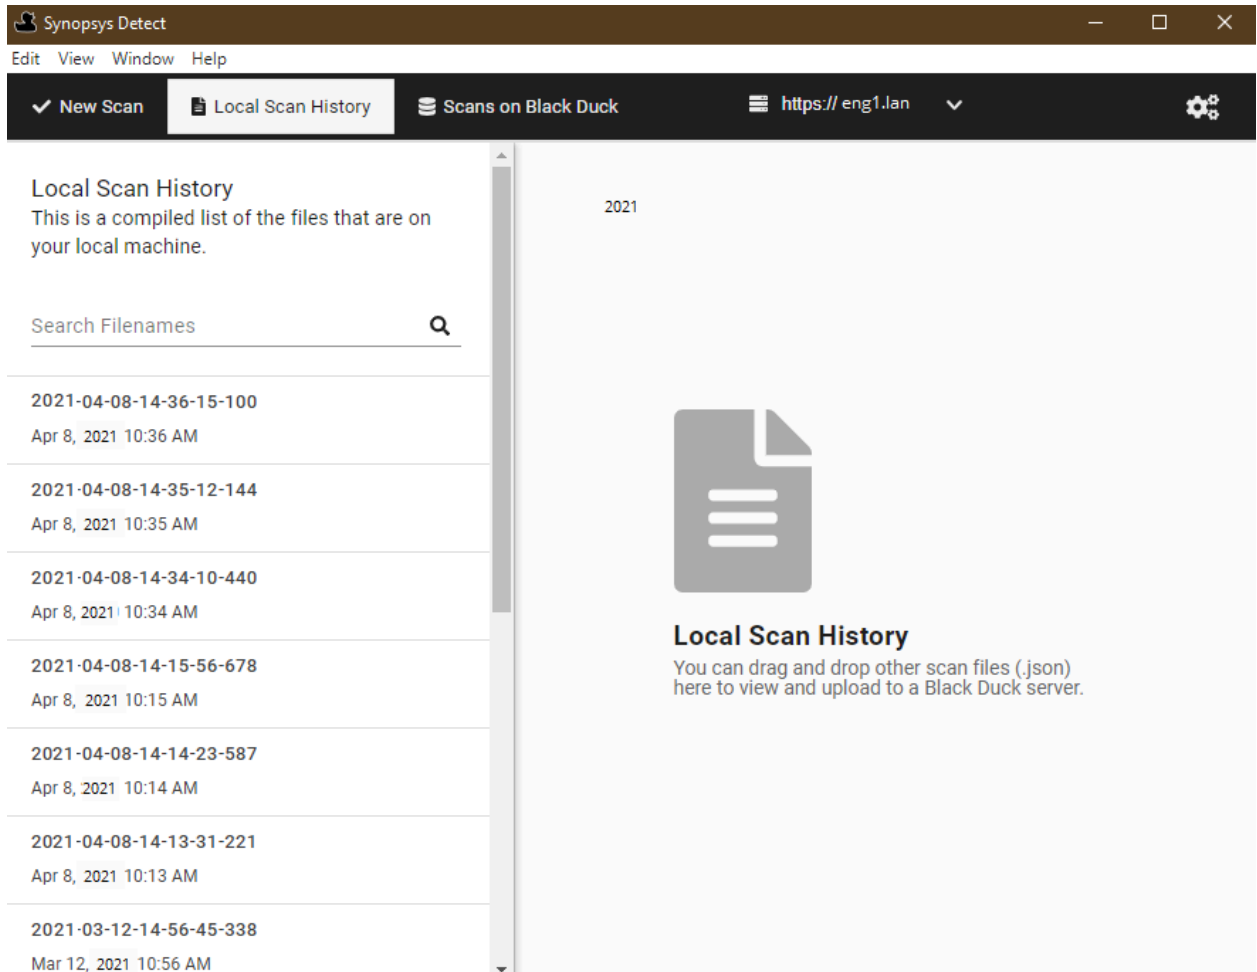 Synopsys Detect
Edit View Window Help
New Scan Local Scan History Scans on Black Duck https:// eng1.lan
Local Scan History
This is a compiled list of the files that are on
your local machine.
Search Filenames
2021-04-08-14-36-15-100
Apr 8, 2021 10:36 AM
2021-04-08-14-35-12-144
Apr 8, 2021 10:35 AM
2021-04-08-14-34-10-440
Apr 8, 2021 10:34 AM
2021-04-08-14-15-56-678
Apr 8, 2021 10:15 AM
2021-04-08-14-14-23-587
Apr 8, 2021 10:14 AM
2021-04-08-14-13-31-221
Apr 8, 2021 10:13 AM
2021-03-12-14-56-45-338
Mar 12, 2021 10:56 AM
2021
Local Scan History
You can drag and drop other scan files (.json)
here to view and upload to a Black Duck server.